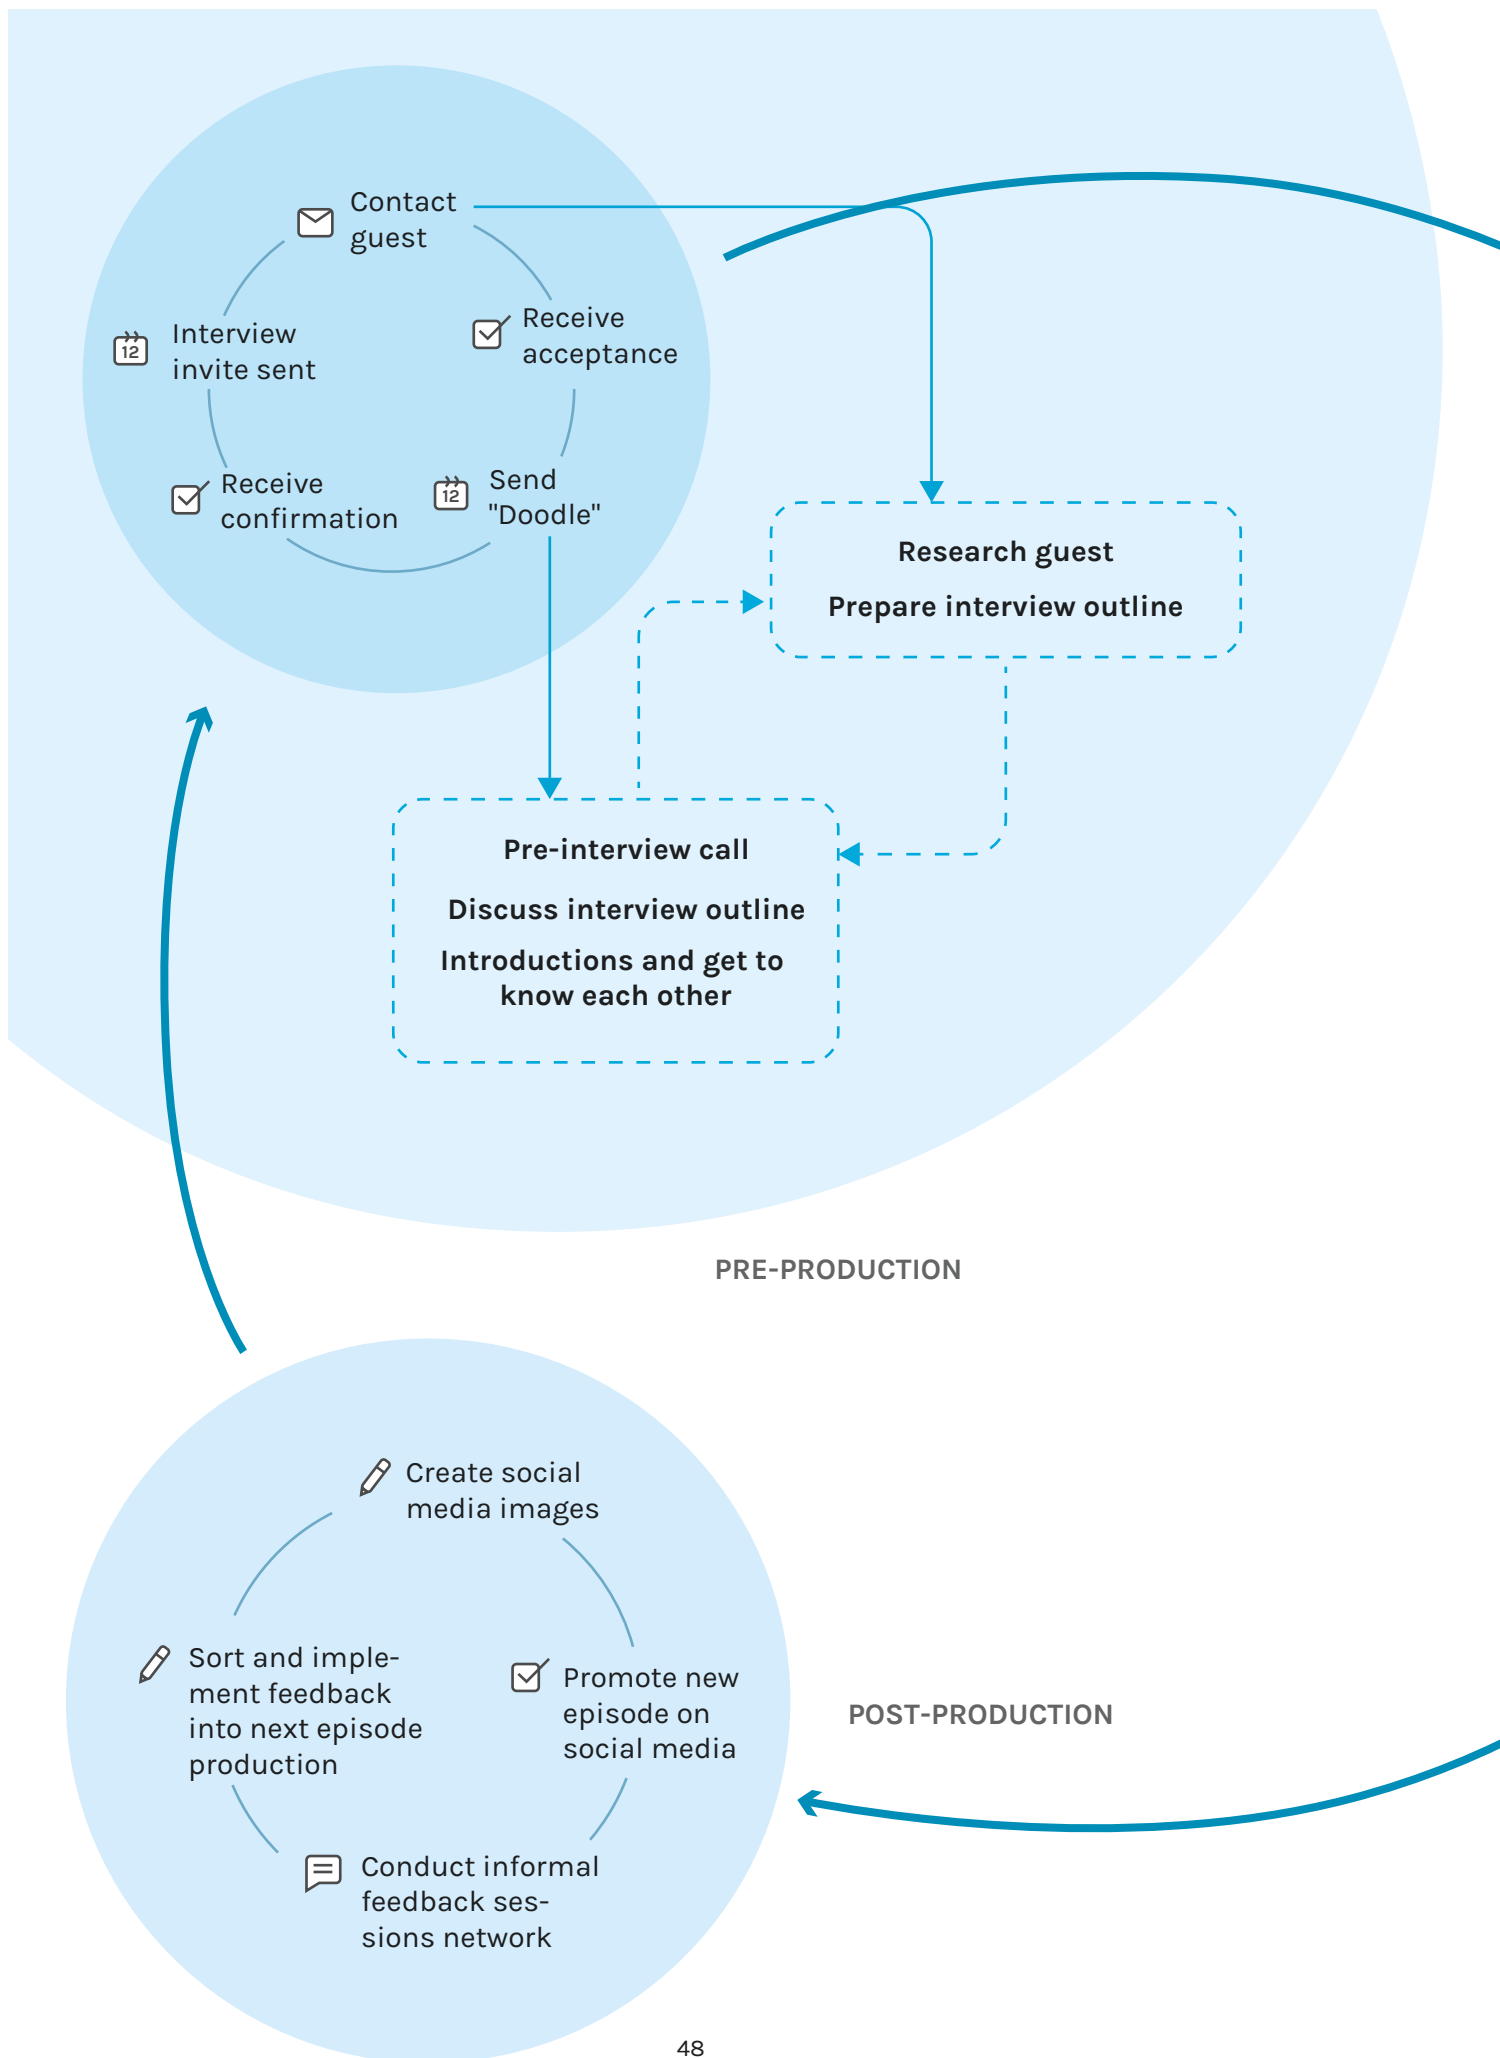 Contact
guest
Receive
acceptance
Send
"Doodle"
Receive
confirmation
Interview
invite sent
12
12
Research guest
Prepare interview outline
Pre-interview call
Discuss interview outline
Introductions and get to
know each other
PRE-PRODUCTION
Create social
media images
Promote new
episode on
social media
Conduct informal
feedback ses-
sions network
Sort and imple-
ment feedback
into next episode
production
POST-PRODUCTION
48